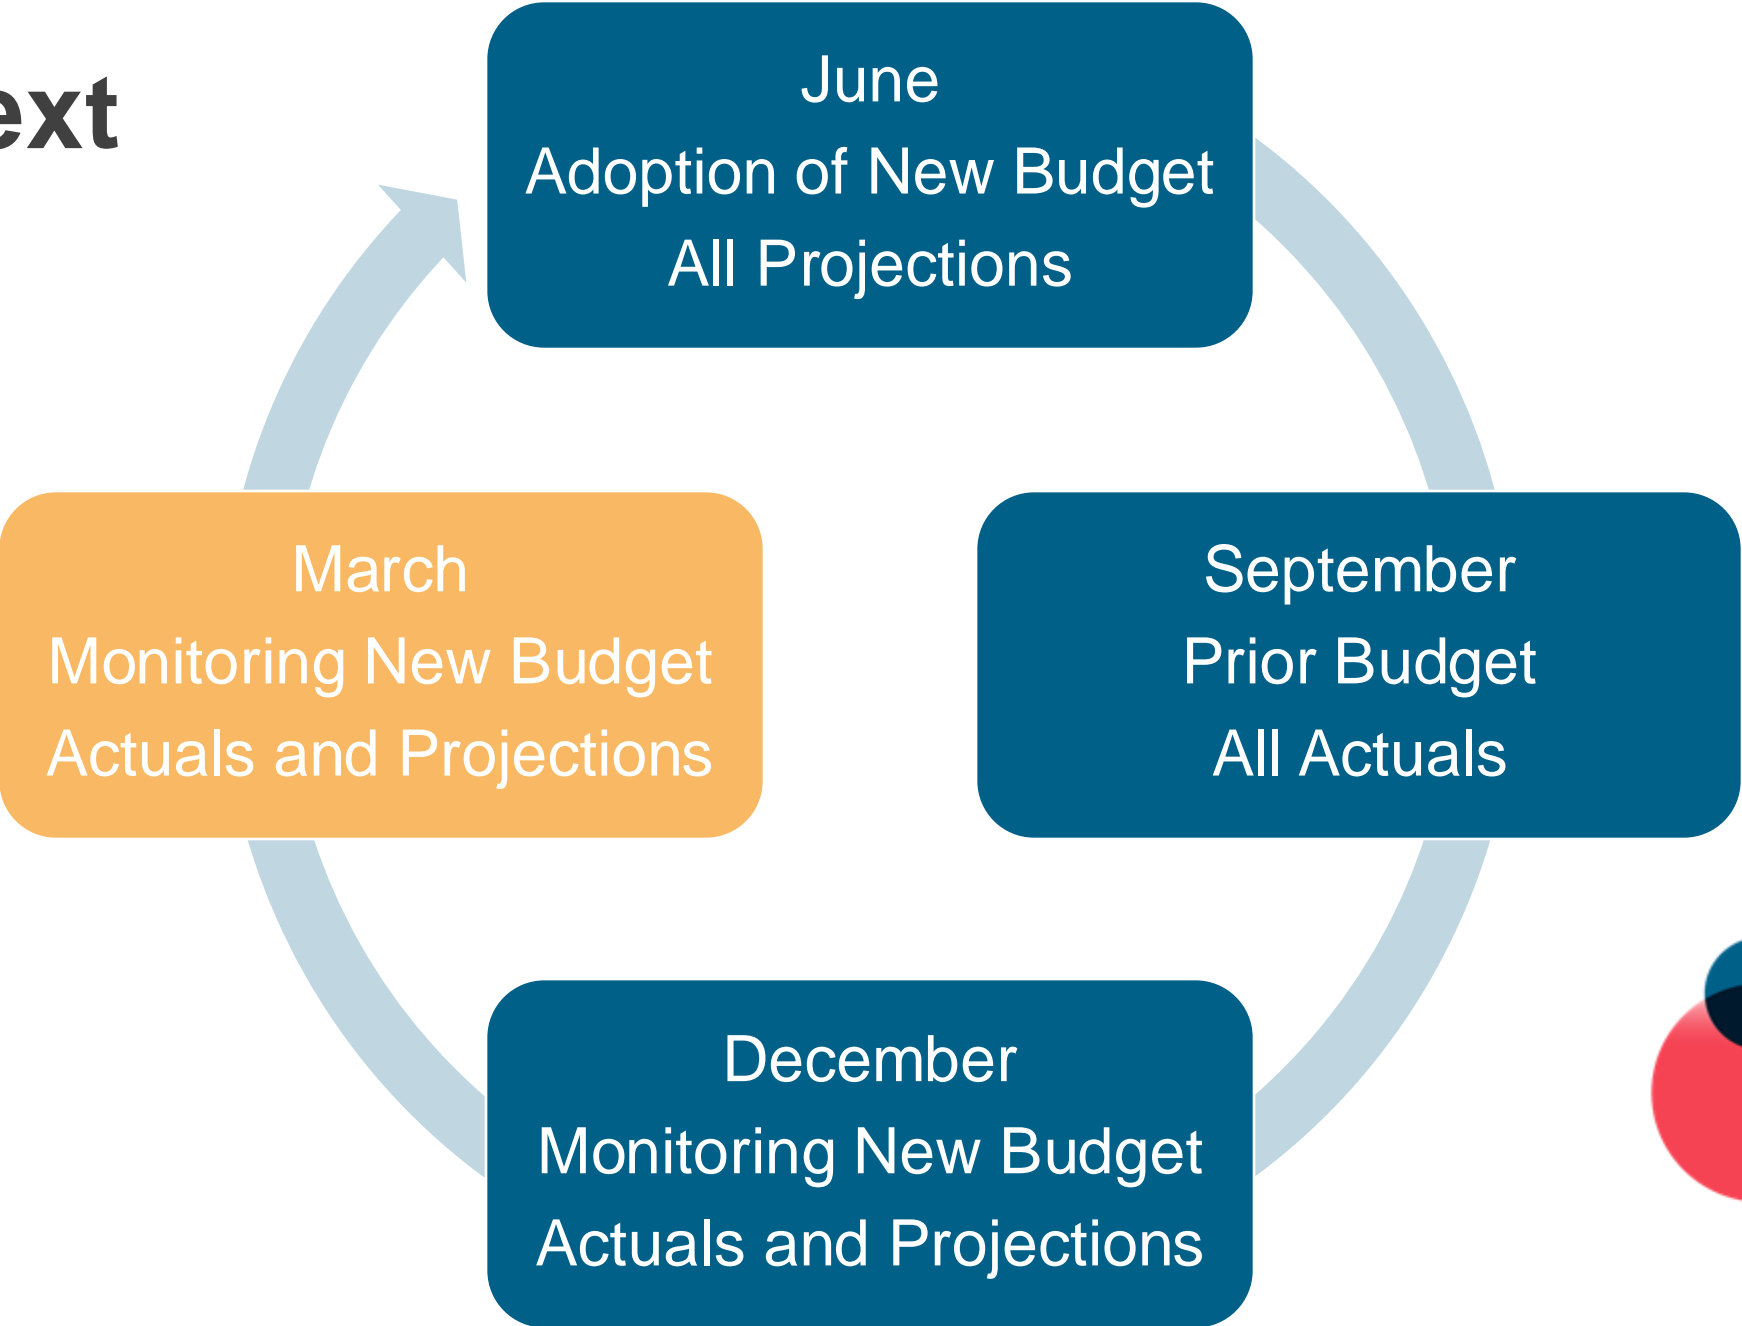 ext
June
Adoption of New Budget
All Projections
March
Monitoring New Budget
Actuals and Projections
September
Prior Budget
All Actuals
December
Monitoring New Budget
Actuals and Projections